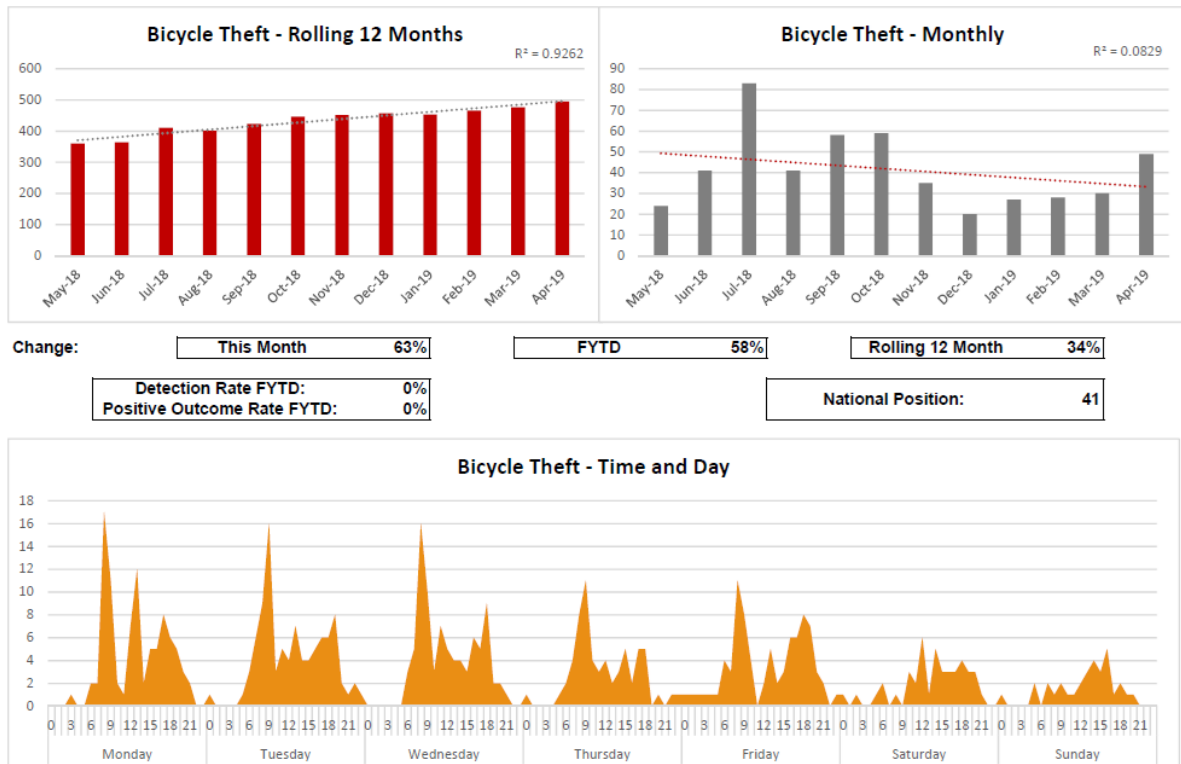 Bicycle Theft - Rolling 12 Months
R² = 0.9262
600
500
400
300
200
100
0
May-18 Jun-18 Jul-18 Aug-18 Sep-18 Oct-18 Nov-18 Dec-18 Jan-19 Feb-19 Mar-19 Apr-19
Bicycle Theft - Monthly
R² = 0.0829
90
80
70
60
50
40
30
20
10
0
May-18 Jun-18 Jul-18 Aug-18 Sep-18 Oct-18 Nov-18 Dec-18 Jan-19 Feb-19 Mar-19 Apr-19
Change: This Month 63% FYTD 58% Rolling 12 Month 34%
Detection Rate FYTD: 0%
Positive Outcome Rate FYTD: 0%
National Position: 41
Bicycle Theft - Time and Day
18
16
14
12
10
8
6
4
2
0
0 3 6 9 12 15 18 21 0 3 6 9 12 15 18 21 0 3 6 9 12 15 18 21 0 3 6 9 12 15 18 21 0 3 6 9 12 15 18 21 0 3 6 9 12 15 18 21 0 3 6 9 12 15 18 21
Monday Tuesday Wednesday Thursday Friday Saturday Sunday